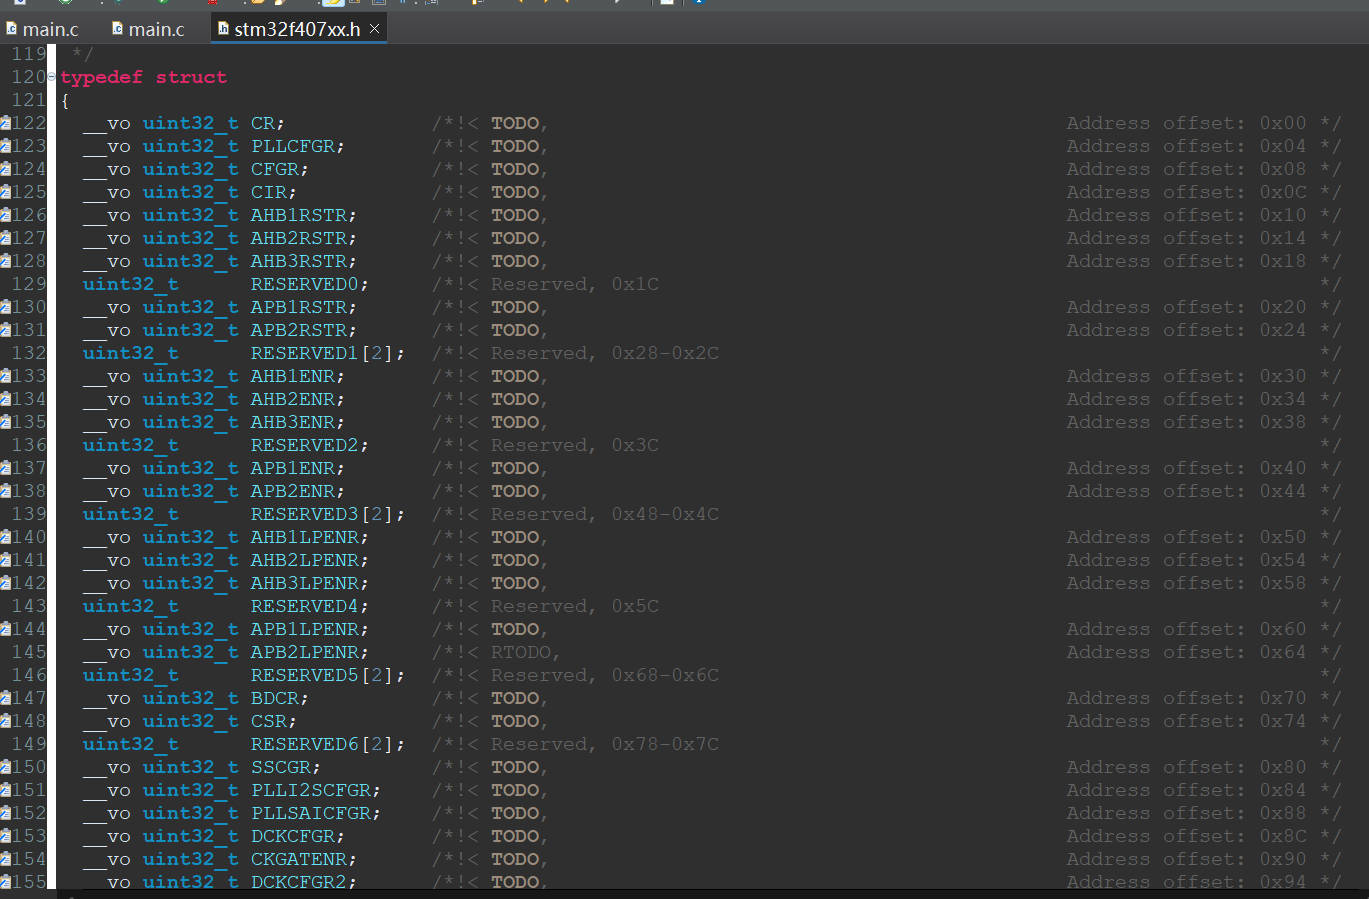 main.c main.c stm32f407xx.h
119 */
120 typedef struct
121 {
122 __vo uint32_t CR; /*!< TODO, Address offset: 0x00 */
123 __vo uint32_t PLLCFGR; /*!< TODO, Address offset: 0x04 */
124 __vo uint32_t CFGR; /*!< TODO, Address offset: 0x08 */
125 __vo uint32_t CIR; /*!< TODO, Address offset: 0x0C */
126 __vo uint32_t AHB1RSTR; /*!< TODO, Address offset: 0x10 */
127 __vo uint32_t AHB2RSTR; /*!< TODO, Address offset: 0x14 */
128 __vo uint32_t AHB3RSTR; /*!< TODO, Address offset: 0x18 */
129 uint32_t RESERVED0; /*!< Reserved, 0x1C */
130 __vo uint32_t APB1RSTR; /*!< TODO, Address offset: 0x20 */
131 __vo uint32_t APB2RSTR; /*!< TODO, Address offset: 0x24 */
132 uint32_t RESERVED1[2]; /*!< Reserved, 0x28-0x2C */
133 __vo uint32_t AHB1ENR; /*!< TODO, Address offset: 0x30 */
134 __vo uint32_t AHB2ENR; /*!< TODO, Address offset: 0x34 */
135 __vo uint32_t AHB3ENR; /*!< TODO, Address offset: 0x38 */
136 uint32_t RESERVED2; /*!< Reserved, 0x3C */
137 __vo uint32_t APB1ENR; /*!< TODO, Address offset: 0x40 */
138 __vo uint32_t APB2ENR; /*!< TODO, Address offset: 0x44 */
139 uint32_t RESERVED3[2]; /*!< Reserved, 0x48-0x4C */
140 __vo uint32_t AHB1LPENR; /*!< TODO, Address offset: 0x50 */
141 __vo uint32_t AHB2LPENR; /*!< TODO, Address offset: 0x54 */
142 __vo uint32_t AHB3LPENR; /*!< TODO, Address offset: 0x58 */
143 uint32_t RESERVED4; /*!< Reserved, 0x5C */
144 __vo uint32_t APB1LPENR; /*!< TODO, Address offset: 0x60 */
145 __vo uint32_t APB2LPENR; /*!< RTODO, Address offset: 0x64 */
146 uint32_t RESERVED5[2]; /*!< Reserved, 0x68-0x6C */
147 __vo uint32_t BDCR; /*!< TODO, Address offset: 0x70 */
148 __vo uint32_t CSR; /*!< TODO, Address offset: 0x74 */
149 uint32_t RESERVED6[2]; /*!< Reserved, 0x78-0x7C */
150 __vo uint32_t SSCGR; /*!< TODO, Address offset: 0x80 */
151 __vo uint32_t PLLI2SCFGR; /*!< TODO, Address offset: 0x84 */
152 __vo uint32_t PLLSAICFGR; /*!< TODO, Address offset: 0x88 */
153 __vo uint32_t DCKCFGR; /*!< TODO, Address offset: 0x8C */
154 __vo uint32_t CKGATENR; /*!< TODO, Address offset: 0x90 */
155 __vo uint32_t DCKCFGR2; /*!< TODO, Address offset: 0x94 */